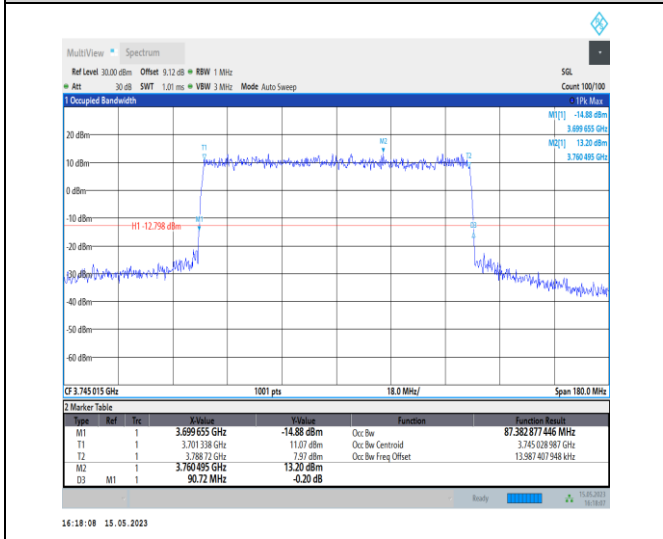 MultiView Spectrum
Ref Level 30.00 dBm Offset 9.12 dB RBW 1 MHz SGL
Att 30 dB SWT 1.01 ms VBW 3 MHz Mode Auto Sweep Count 100/100
1 Occupied Bandwidth 1Pk Max
M1[1] -14.88 dBm
3.699 655 GHz
M2[1] 13.20 dBm
3.760 495 GHz
20 dBm
T1 M2 T2
10 dBm
0 dBm
-10 dBm
M1 D3
H1 -12.798 dBm
-20 dBm
-30 dBm
-40 dBm
-50 dBm
-60 dBm
CF 3.745 015 GHz 1001 pts 18.0 MHz/ Span 180.0 MHz
2 Marker Table
Type Ref Trc X-Value Y-Value Function Function Result
M1 1 3.699 655 GHz -14.88 dBm Occ Bw 87.382 877 446 MHz
T1 1 3.701 338 GHz 11.07 dBm Occ Bw Centroid 3.745 028 987 GHz
T2 1 3.788 72 GHz 7.97 dBm Occ Bw Freq Offset 13.987 407 948 kHz
M2 1 3.760 495 GHz 13.20 dBm
D3 M1 1 90.72 MHz -0.20 dB
Ready 15.05.2023
16:18:07
16:18:08 15.05.2023